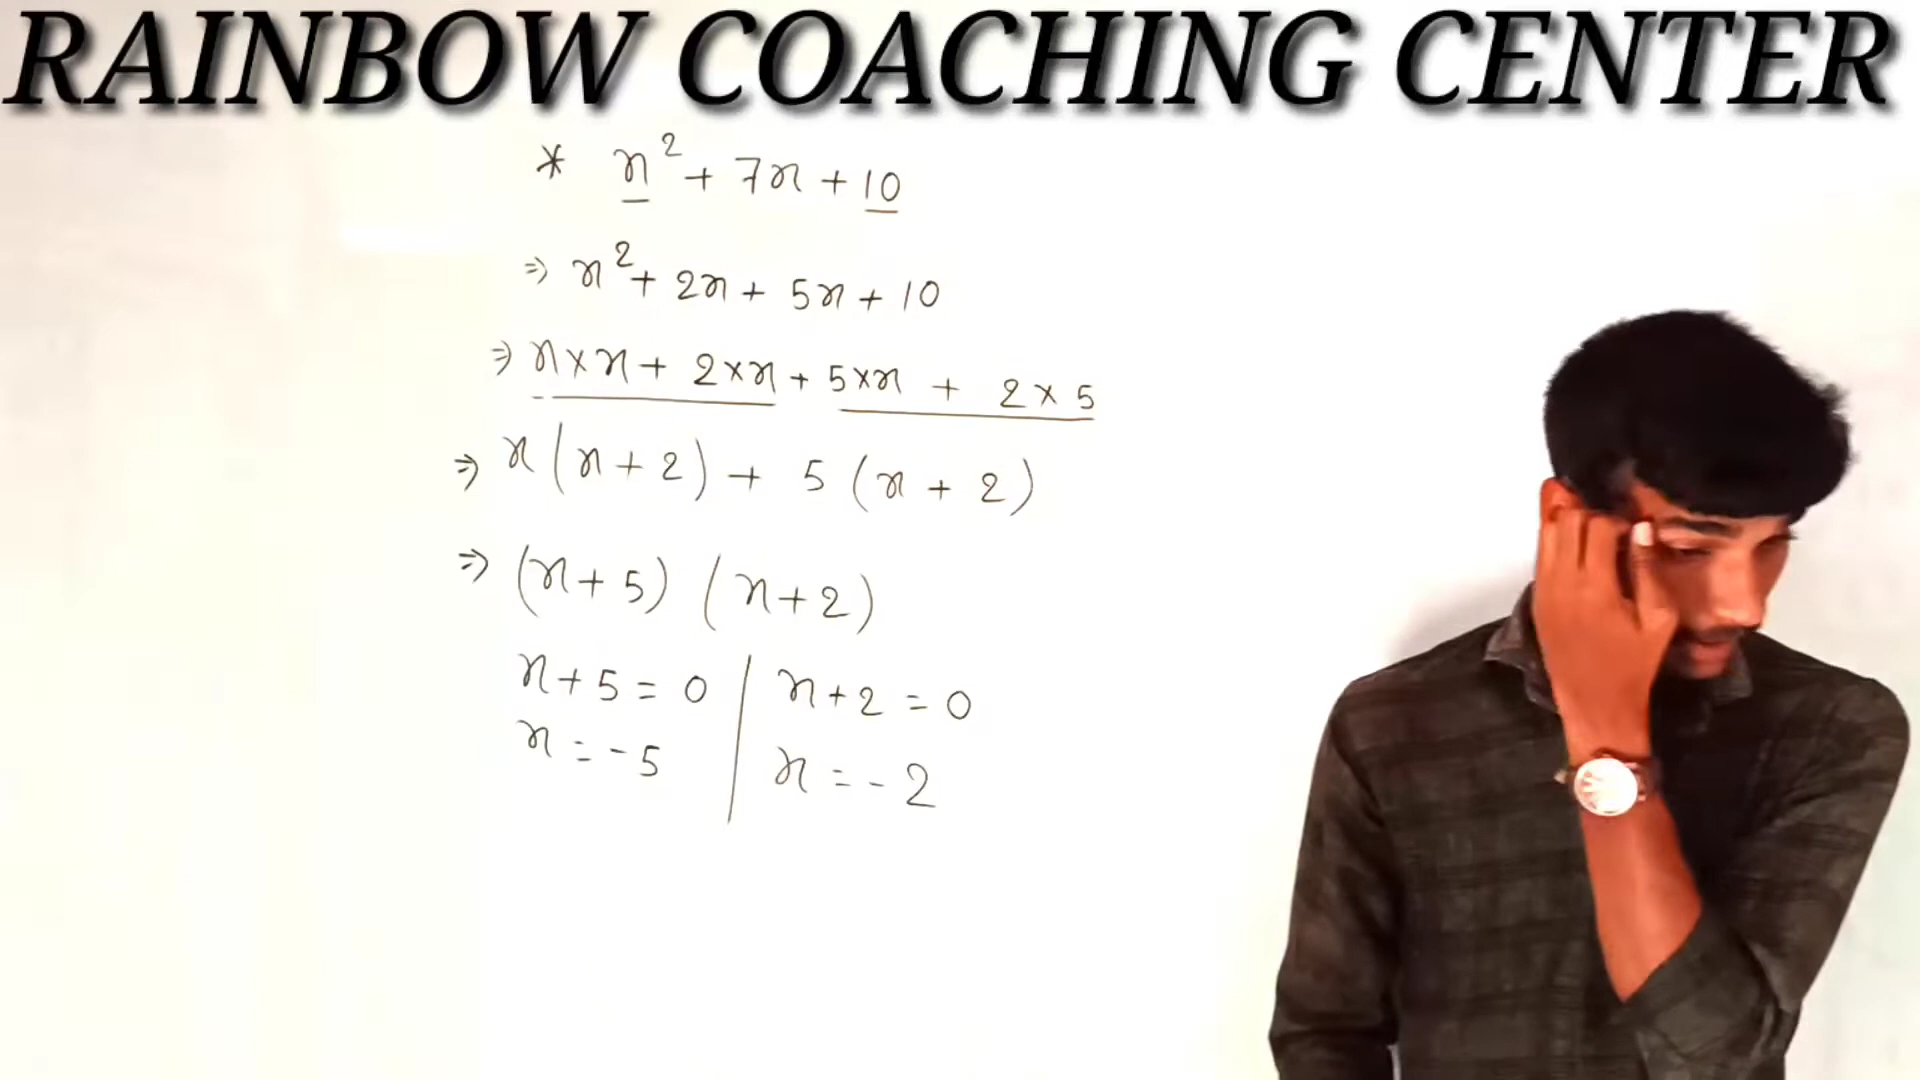 RAINBOW COACHING CENTER
* x² + 7x + 10
⇒ x² + 2x + 5x + 10
⇒ x × x + 2 × x + 5 × x + 2 × 5
⇒ x (x + 2) + 5 (x + 2)
⇒ (x + 5) (x + 2)
x + 5 = 0 | x + 2 = 0
x = -5 | x = -2